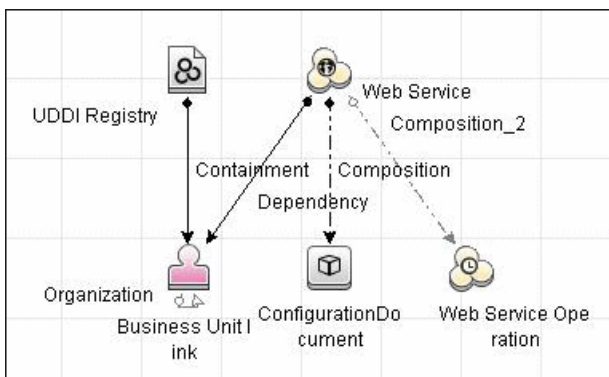 UDDI Registry
Web Service
Composition_2
Containment
Composition
Dependency
Organization
Business Unit l
ink
ConfigurationDo
cument
Web Service Ope
ration